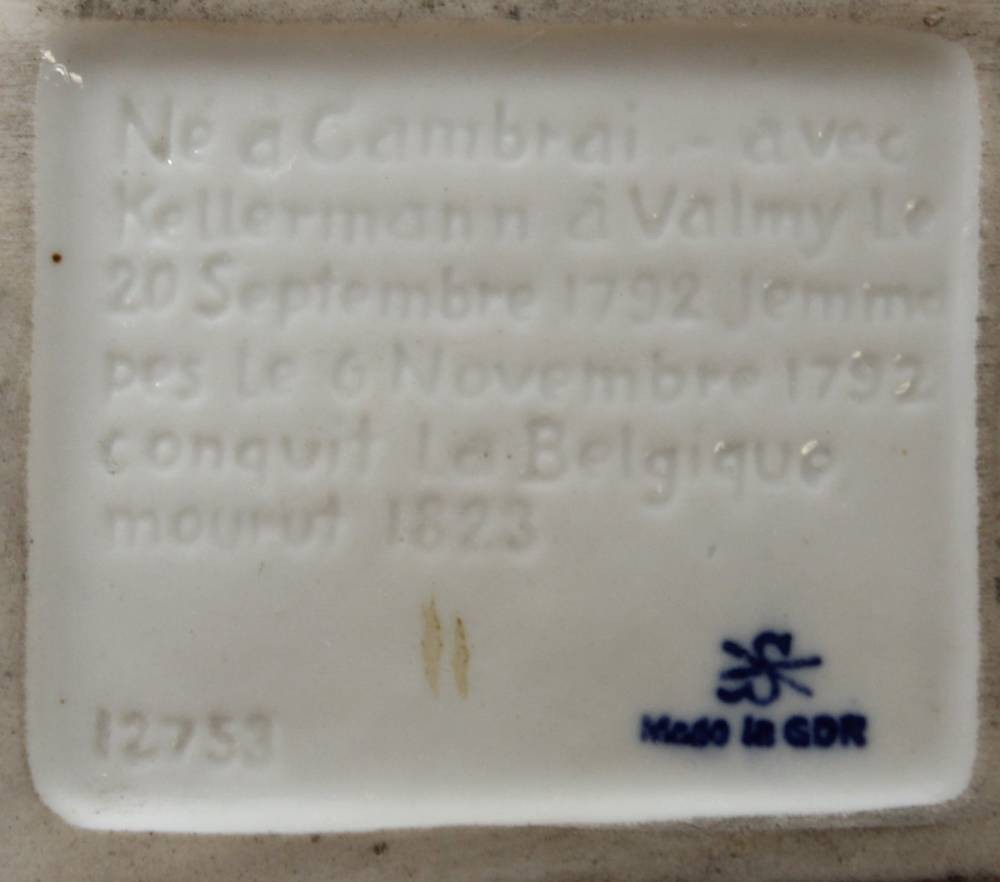 Né à Cambrai - avec
Kellermann à Valmy Le
20 Septembre 1792 Jemma
pes Le 6 Novembre 1792
conquit La Belgique
mourut 1823
12753
Made in GDR